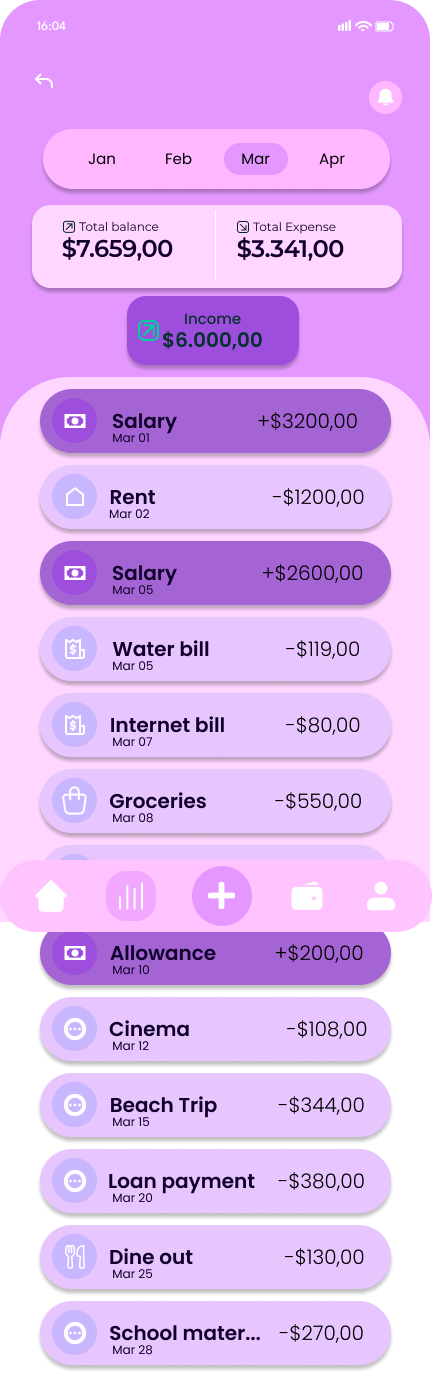 16:04
Jan Feb Mar Apr
Total balance Total Expense
$7.659,00 $3.341,00
Income
$6.000,00
Salary +$3200,00
Mar 01
Rent -$1200,00
Mar 02
Salary +$2600,00
Mar 05
Water bill -$119,00
Mar 05
Internet bill -$80,00
Mar 07
Groceries -$550,00
Mar 08
Allowance +$200,00
Mar 10
Cinema -$108,00
Mar 12
Beach Trip -$344,00
Mar 15
Loan payment -$380,00
Mar 20
Dine out -$130,00
Mar 25
School mater... -$270,00
Mar 28